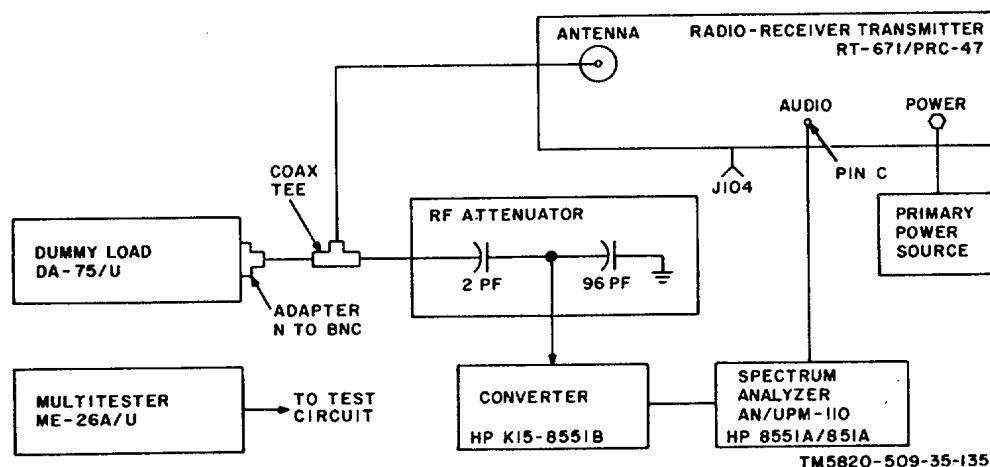 RADIO-RECEIVER TRANSMITTER
RT-671/PRC-47
ANTENNA
AUDIO
POWER
PIN C
J104
COAX
TEE
RF ATTENUATOR
2 PF
96 PF
PRIMARY
POWER
SOURCE
DUMMY LOAD
DA-75/U
ADAPTER
N TO BNC
MULTITESTER
ME-26A/U
TO TEST
CIRCUIT
CONVERTER
HP K15-8551B
SPECTRUM
ANALYZER
AN/UPM-110
HP 8551A/851A
TM5820-509-35-135